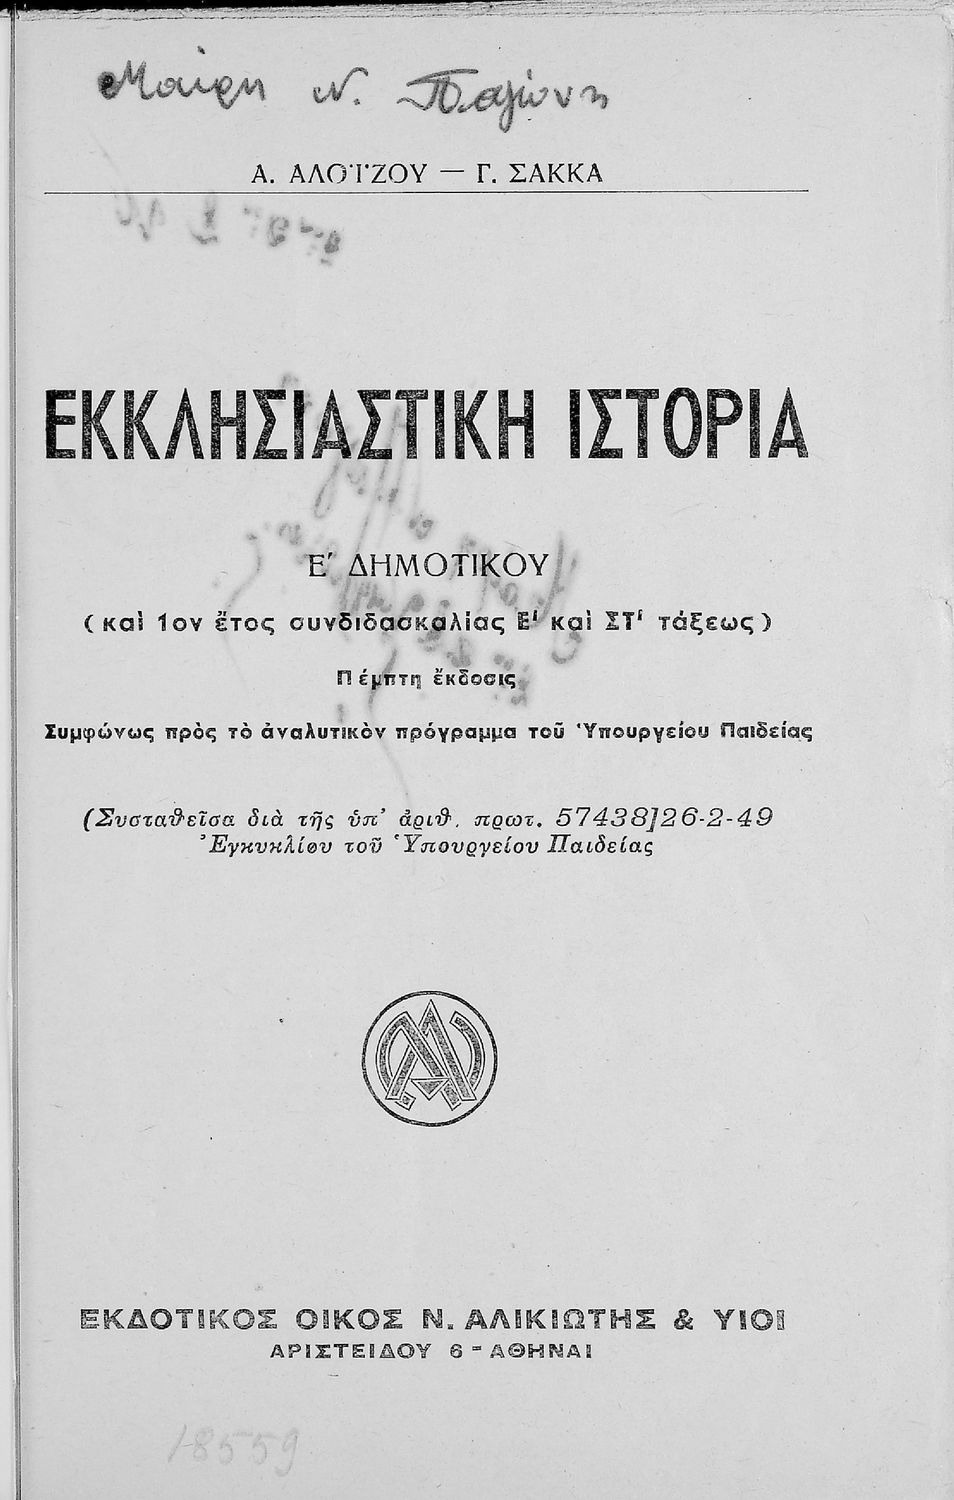 Μαίρη Ν. Παγώνη
Α. ΑΛΟΪΖΟΥ — Γ. ΣΑΚΚΑ
ΕΚΚΛΗΣΙΑΣΤΙΚΗ ΙΣΤΟΡΙΑ
Ε′ ΔΗΜΟΤΙΚΟΥ
(καὶ 1ον ἔτος συνδιδασκαλίας Ε′ καὶ ΣΤ′ τάξεως)
Πέμπτη ἔκδοσις
Συμφώνως πρὸς τὸ ἀναλυτικὸν πρόγραμμα τοῦ Ὑπουργείου Παιδείας
(Συσταθεῖσα διὰ τῆς ὑπ’ ἀριθ. πρωτ. 57438]26-2-49
Ἐγκυκλίου τοῦ Ὑπουργείου Παιδείας
ΕΚΔΟΤΙΚΟΣ ΟΙΚΟΣ Ν. ΑΛΙΚΙΩΤΗΣ & ΥΙΟΙ
ΑΡΙΣΤΕΙΔΟΥ 6 - ΑΘΗΝΑΙ
18559